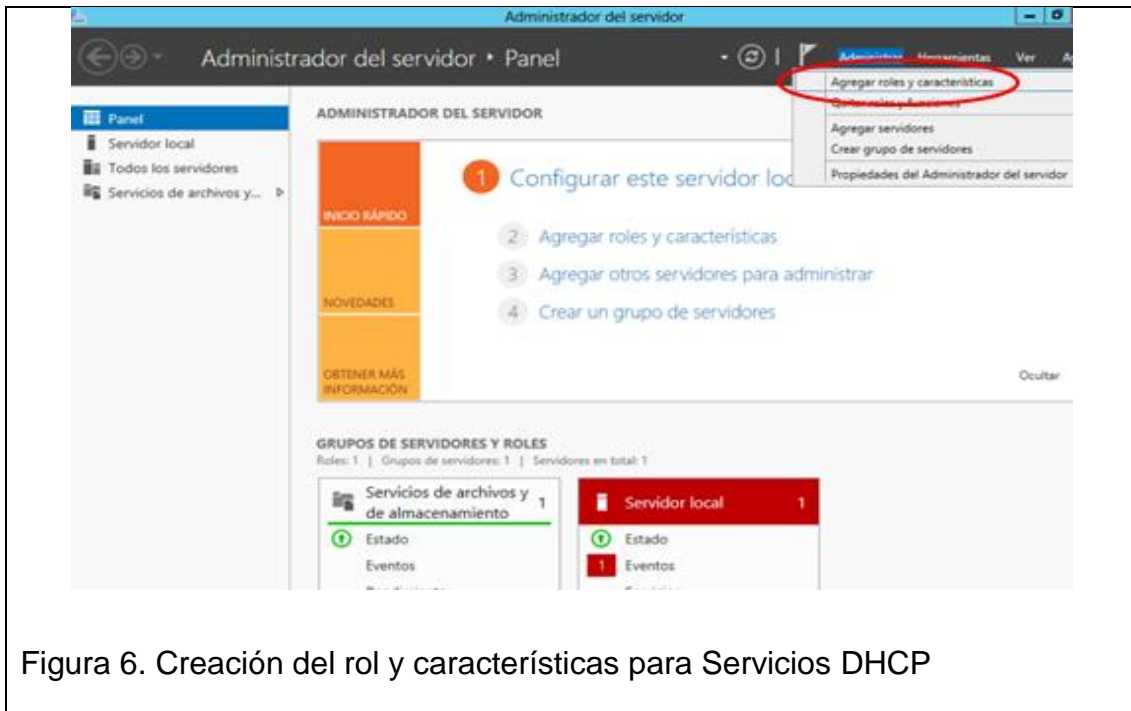 Administrador del servidor
Administrador del servidor • Panel
Administrar Herramientas Ver
Agregar roles y características
Quitar roles y funciones
Agregar servidores
Crear grupo de servidores
Propiedades del Administrador del servidor
Panel
Servidor local
Todos los servidores
Servicios de archivos y...
ADMINISTRADOR DEL SERVIDOR
INICIO RÁPIDO
NOVEDADES
OBTENER MÁS
INFORMACIÓN
1 Configurar este servidor loc
2 Agregar roles y características
3 Agregar otros servidores para administrar
4 Crear un grupo de servidores
Ocultar
GRUPOS DE SERVIDORES Y ROLES
Roles: 1 | Grupos de servidores: 1 | Servidores en total: 1
Servicios de archivos y
de almacenamiento
1
Estado
Eventos
Servidor local 1
Estado
1 Eventos
Figura 6. Creación del rol y características para Servicios DHCP